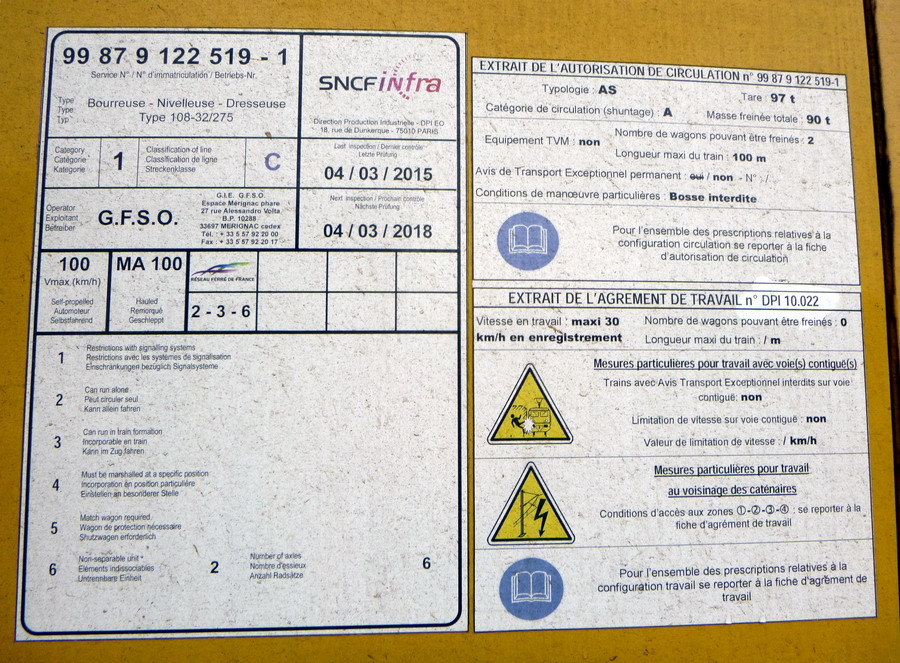 99 87 9 122 519 - 1
Service N° / N° d'immatriculation / Betriebs-Nr.
Type
Type
Typ
Bourreuse - Nivelleuse - Dresseuse
Type 108-32/275
SNCF infra
Direction Production Industrielle - DPI EO
18, rue de Dunkerque - 75010 PARIS
Category
Catégorie
Kategorie
1
Classification of line
Classification de ligne
Streckenklasse
C
Last inspection / Dernier contrôle
Letzte Prüfung
04 / 03 / 2015
Operator
Exploitant
Betreiber
G.F.S.O.
G.I.E. G.F.S.O.
Espace Mérignac phare
27 rue Alessandro Volta
B.P. 10288
33697 MERIGNAC cedex
Tél. : + 33 5 57 92 20 00
Fax : + 33 5 57 92 20 17
Next inspection / Prochain contrôle
Nächste Prüfung
04 / 03 / 2018
100
Vmax (km/h)
MA 100
RÉSEAU FERRÉ DE FRANCE
Self-propelled
Automoteur
Selbstfahrend
Hauled
Remorqué
Geschleppt
2 - 3 - 6
1
Restrictions with signalling systems
Restrictions avec les systèmes de signalisation
Einschränkungen bezüglich Signalsysteme
2
Can run alone
Peut circuler seul
Kann allein fahren
3
Can run in train formation
Incorporable en train
Kann im Zug fahren
4
Must be marshalled at a specific position
Incorporation en position particulière
Einstellen an besonderer Stelle
5
Match wagon required
Wagon de protection nécessaire
Shutzwagen erforderlich
6
Non-separable unit *
Eléments indissociables
Untrennbare Einheit
2
Number of axles
Nombre d'essieux
Anzahl Radsätze
6
EXTRAIT DE L'AUTORISATION DE CIRCULATION n° 99 87 9 122 519-1
Typologie : AS
Tare : 97 t
Catégorie de circulation (shuntage) : A
Masse freinée totale : 90 t
Equipement TVM : non
Nombre de wagons pouvant être freinés : 2
Longueur maxi du train : 100 m
Avis de Transport Exceptionnel permanent : oui / non - N° : /
Conditions de manœuvre particulières : Bosse interdite
Pour l'ensemble des prescriptions relatives à la
configuration circulation se reporter à la fiche
d'autorisation de circulation
EXTRAIT DE L'AGREMENT DE TRAVAIL n° DPI 10.022
Vitesse en travail : maxi 30
km/h en enregistrement
Nombre de wagons pouvant être freinés : 0
Longueur maxi du train : / m
Mesures particulières pour travail avec voie(s) contiguë(s)
Trains avec Avis Transport Exceptionnel interdits sur voie
contiguë: non
Limitation de vitesse sur voie contiguë : non
Valeur de limitation de vitesse : / km/h
Mesures particulières pour travail
au voisinage des caténaires
Conditions d'accès aux zones ①-②-③-④ : se reporter à la
fiche d'agrément de travail
Pour l'ensemble des prescriptions relatives à la
configuration travail se reporter à la fiche d'agrément de
travail